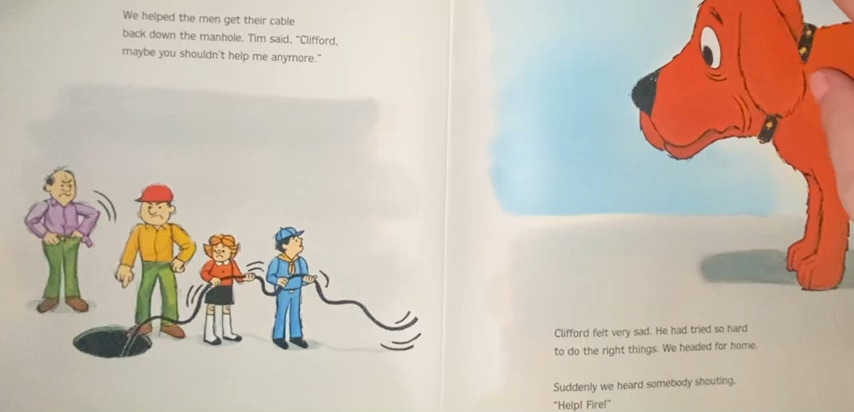 We helped the men get their cable
back down the manhole. Tim said, "Clifford,
maybe you shouldn't help me anymore."
Clifford felt very sad. He had tried so hard
to do the right things. We headed for home.
Suddenly we heard somebody shouting,
"Help! Fire!"